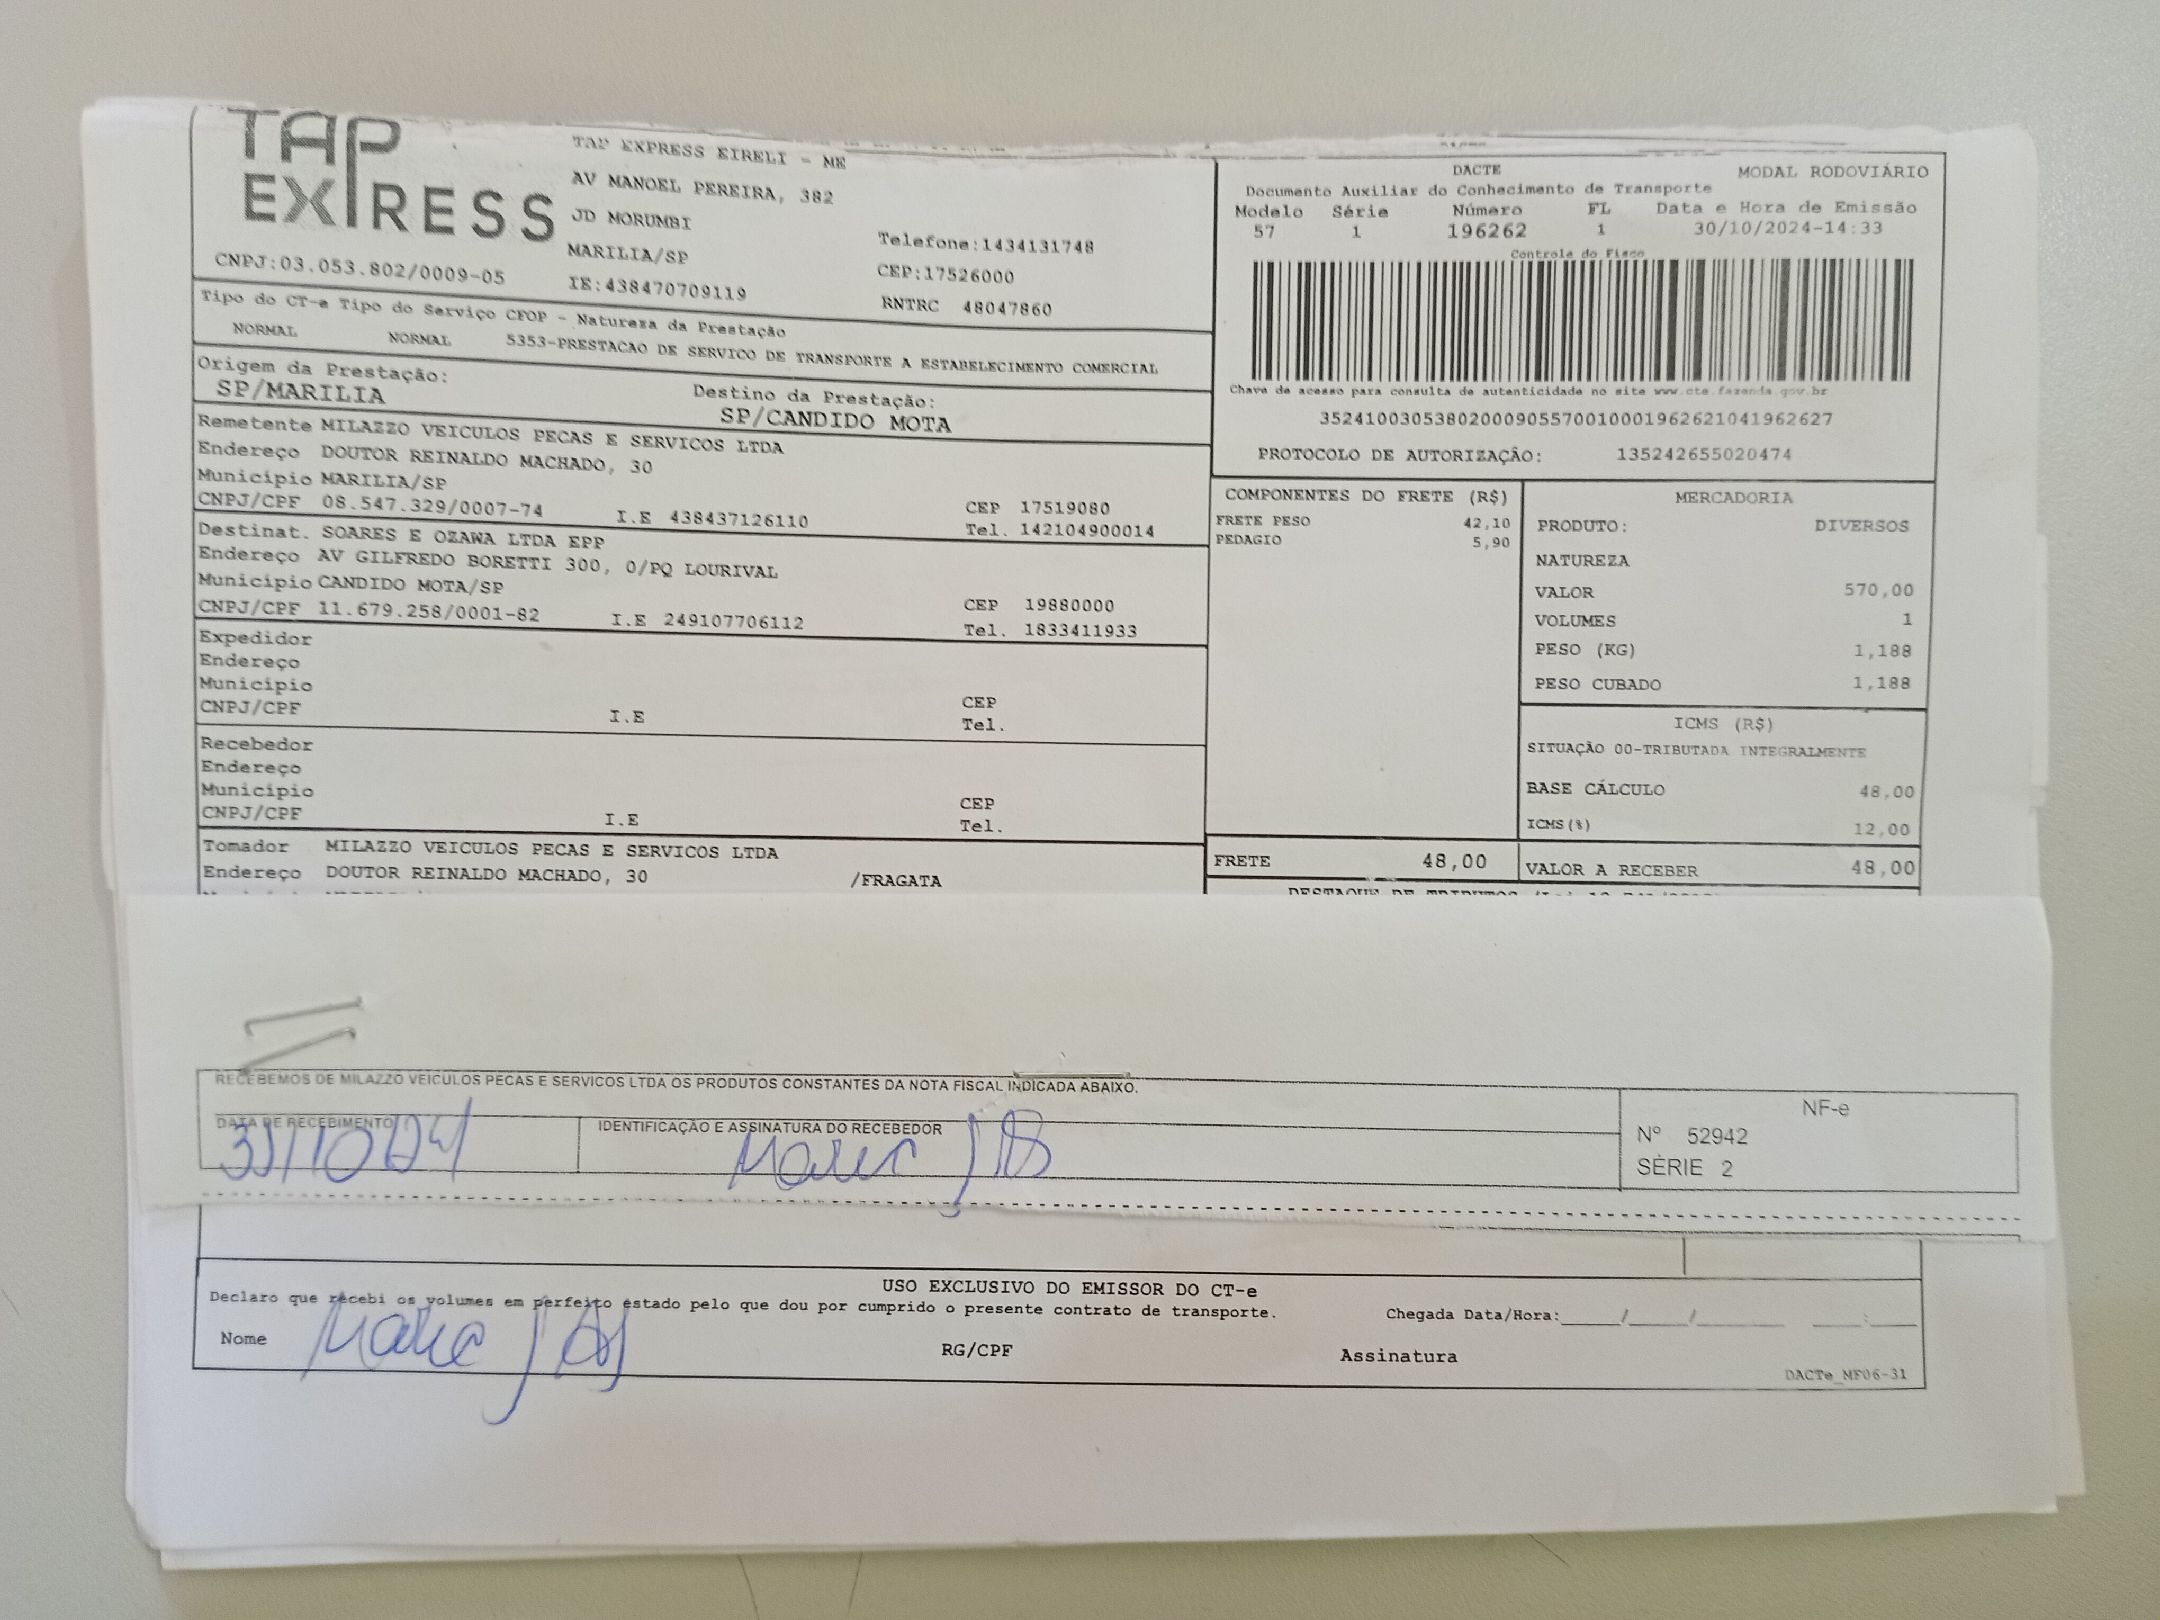 TAP
EXPRESS
CNPJ:03.053.802/0009-05
TAP EXPRESS EIRELI - ME
AV MANOEL PEREIRA, 382
JD MORUMBI
MARILIA/SP
IE:438470709119
Telefone:1434131748
CEP:17526000
RNTRC 48047860
DACTE MODAL RODOVIÁRIO
Documento Auxiliar do Conhecimento de Transporte
Modelo Série Número FL Data e Hora de Emissão
57 1 196262 1 30/10/2024-14:33
Controle do Fisco
Chave de acesso para consulta de autenticidade no site www.cte.fazenda.gov.br
35241003053802000905570010001962621041962627
PROTOCOLO DE AUTORIZAÇÃO: 135242655020474
Tipo do CT-e Tipo do Serviço CFOP - Natureza da Prestação
NORMAL NORMAL 5353-PRESTACAO DE SERVICO DE TRANSPORTE A ESTABELECIMENTO COMERCIAL
Origem da Prestação: Destino da Prestação:
SP/MARILIA SP/CANDIDO MOTA
Remetente MILAZZO VEICULOS PECAS E SERVICOS LTDA
Endereço DOUTOR REINALDO MACHADO, 30
Município MARILIA/SP CEP 17519080
CNPJ/CPF 08.547.329/0007-74 I.E 438437126110 Tel. 142104900014
Destinat. SOARES E OZAWA LTDA EPP
Endereço AV GILFREDO BORETTI 300, 0/PQ LOURIVAL
Município CANDIDO MOTA/SP CEP 19880000
CNPJ/CPF 11.679.258/0001-82 I.E 249107706112 Tel. 1833411933
Expedidor
Endereço
Município CEP
CNPJ/CPF I.E Tel.
Recebedor
Endereço
Município CEP
CNPJ/CPF I.E Tel.
Tomador MILAZZO VEICULOS PECAS E SERVICOS LTDA
Endereço DOUTOR REINALDO MACHADO, 30 /FRAGATA
COMPONENTES DO FRETE (R$)
FRETE PESO 42,10
PEDAGIO 5,90
FRETE 48,00
MERCADORIA
PRODUTO: DIVERSOS
NATUREZA
VALOR 570,00
VOLUMES 1
PESO (KG) 1,188
PESO CUBADO 1,188
ICMS (R$)
SITUAÇÃO 00-TRIBUTADA INTEGRALMENTE
BASE CÁLCULO 48,00
ICMS(%) 12,00
VALOR A RECEBER 48,00
RECEBEMOS DE MILAZZO VEICULOS PECAS E SERVICOS LTDA OS PRODUTOS CONSTANTES DA NOTA FISCAL INDICADA ABAIXO.
DATA DE RECEBIMENTO IDENTIFICAÇÃO E ASSINATURA DO RECEBEDOR
NF-e
Nº 52942
SÉRIE 2
USO EXCLUSIVO DO EMISSOR DO CT-e
Declaro que recebi os volumes em perfeito estado pelo que dou por cumprido o presente contrato de transporte. Chegada Data/Hora:_____/_____/_______ ____:____
Nome RG/CPF Assinatura
DACTe_MF06-31